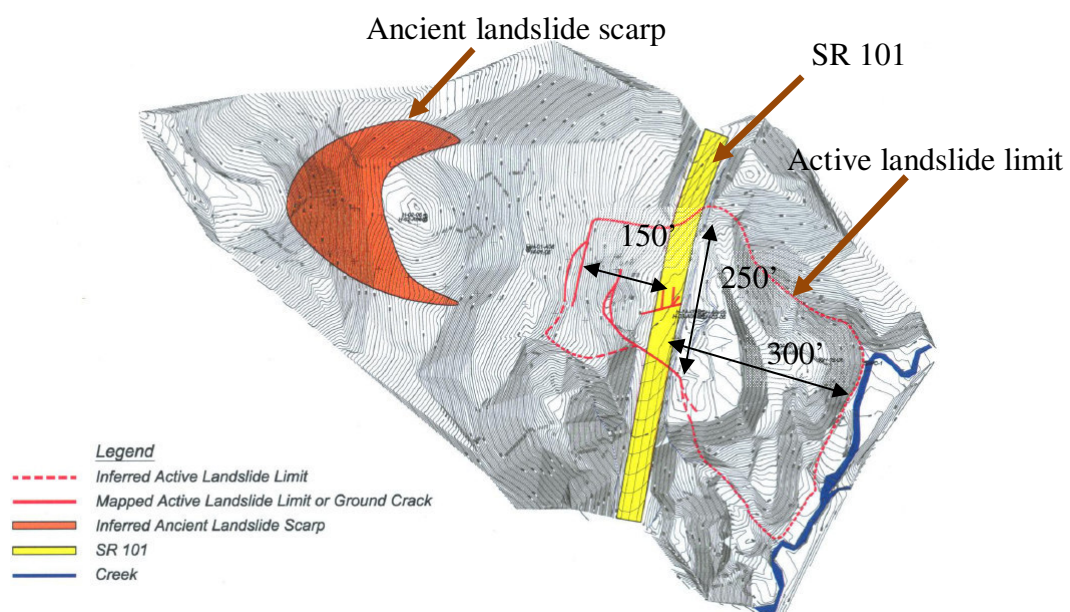 Ancient landslide scarp
SR 101
Active landslide limit
150’
250’
300’
Legend
Inferred Active Landslide Limit
Mapped Active Landslide Limit or Ground Crack
Inferred Ancient Landslide Scarp
SR 101
Creek